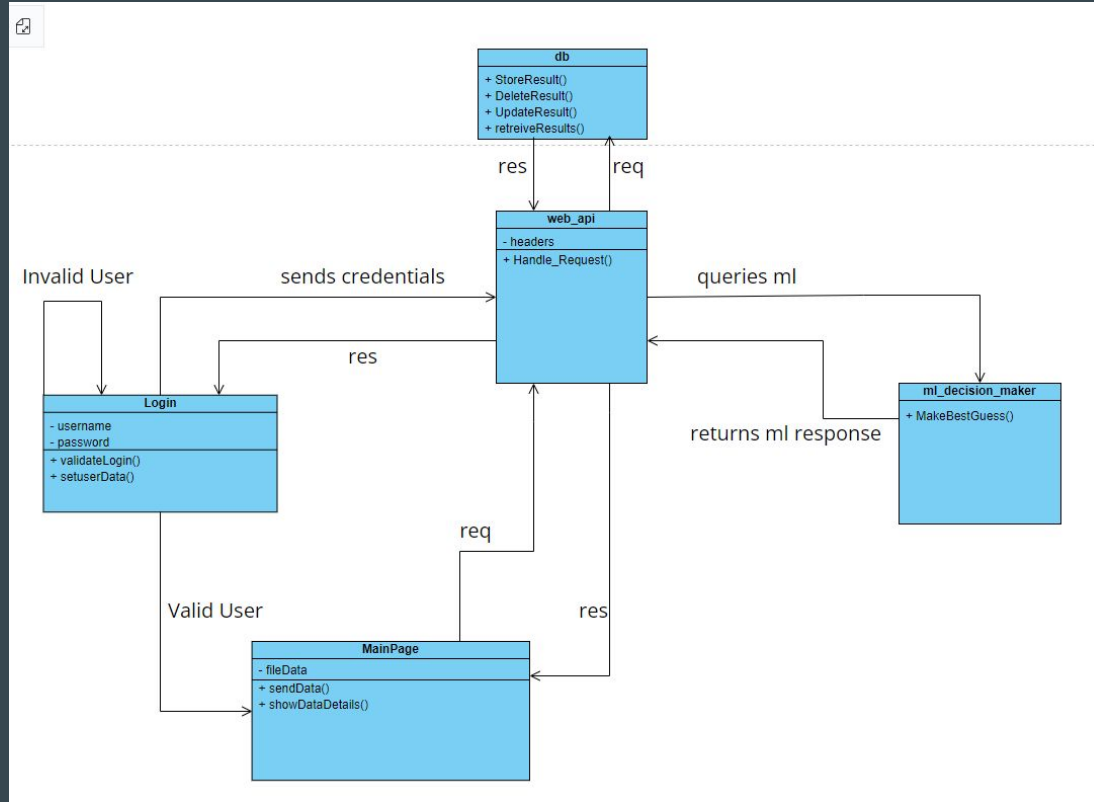 db
+ StoreResult()
+ DeleteResult()
+ UpdateResult()
+ retreiveResults()
res
req
web_api
- headers
+ Handle_Request()
Invalid User
sends credentials
queries ml
res
Login
- username
- password
+ validateLogin()
+ setuserData()
ml_decision_maker
+ MakeBestGuess()
returns ml response
req
Valid User
res
MainPage
- fileData
+ sendData()
+ showDataDetails()